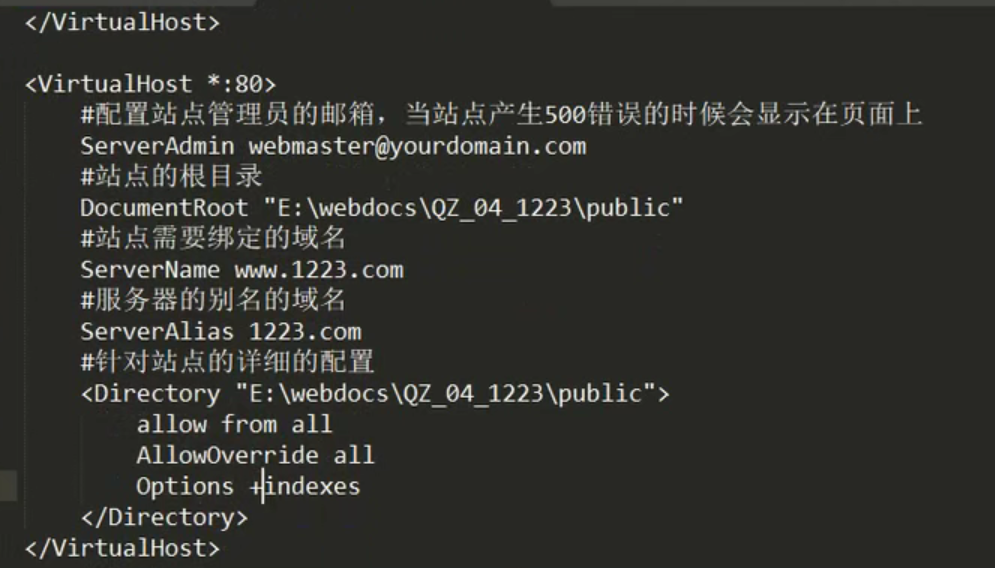 </VirtualHost>
<VirtualHost *:80>
#配置站点管理员的邮箱，当站点产生500错误的时候会显示在页面上
ServerAdmin webmaster@yourdomain.com
#站点的根目录
DocumentRoot "E:\webdocs\QZ_04_1223\public"
#站点需要绑定的域名
ServerName www.1223.com
#服务器的别名的域名
ServerAlias 1223.com
#针对站点的详细的配置
<Directory "E:\webdocs\QZ_04_1223\public">
allow from all
AllowOverride all
Options +indexes
</Directory>
</VirtualHost>